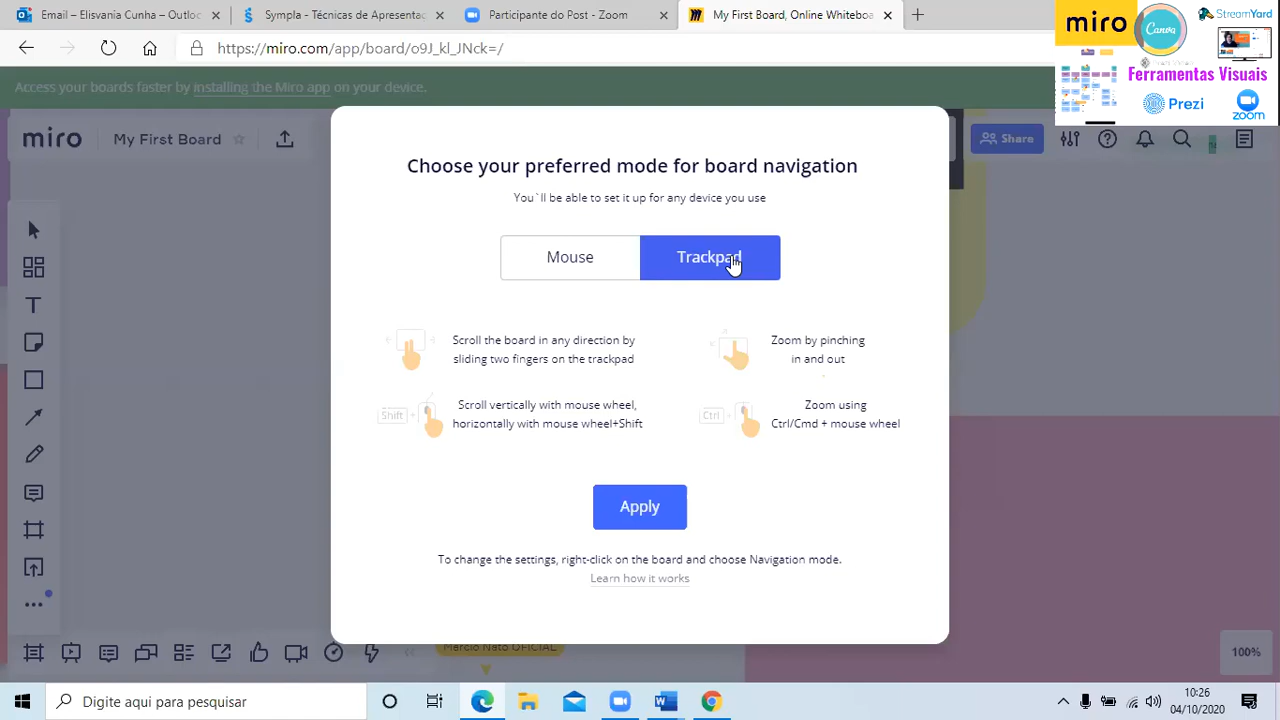 Email – C
Outlook
Sympla - Técnicas de Apresenta
Participante do Post - Zoom
My First Board, Online Whitebo
https://miro.com/app/board/o9J_kl_JNck=/
miro
Canva
StreamYard
Ferramentas Visuais
Prezi
zoom
Access your boards faster by installing the Miro app on your device.
miro
My First Board
Share
Choose your preferred mode for board navigation
You`ll be able to set it up for any device you use
Mouse
Trackpad
Scroll the board in any direction by
sliding two fingers on the trackpad
Zoom by pinching
in and out
Shift +
Scroll vertically with mouse wheel,
horizontally with mouse wheel+Shift
Ctrl +
Zoom using
Ctrl/Cmd + mouse wheel
Apply
To change the settings, right-click on the board and choose Navigation mode.
Learn how it works
Marcio Neto OFICIAL
100%
Digite aqui para pesquisar
10:26
04/10/2020